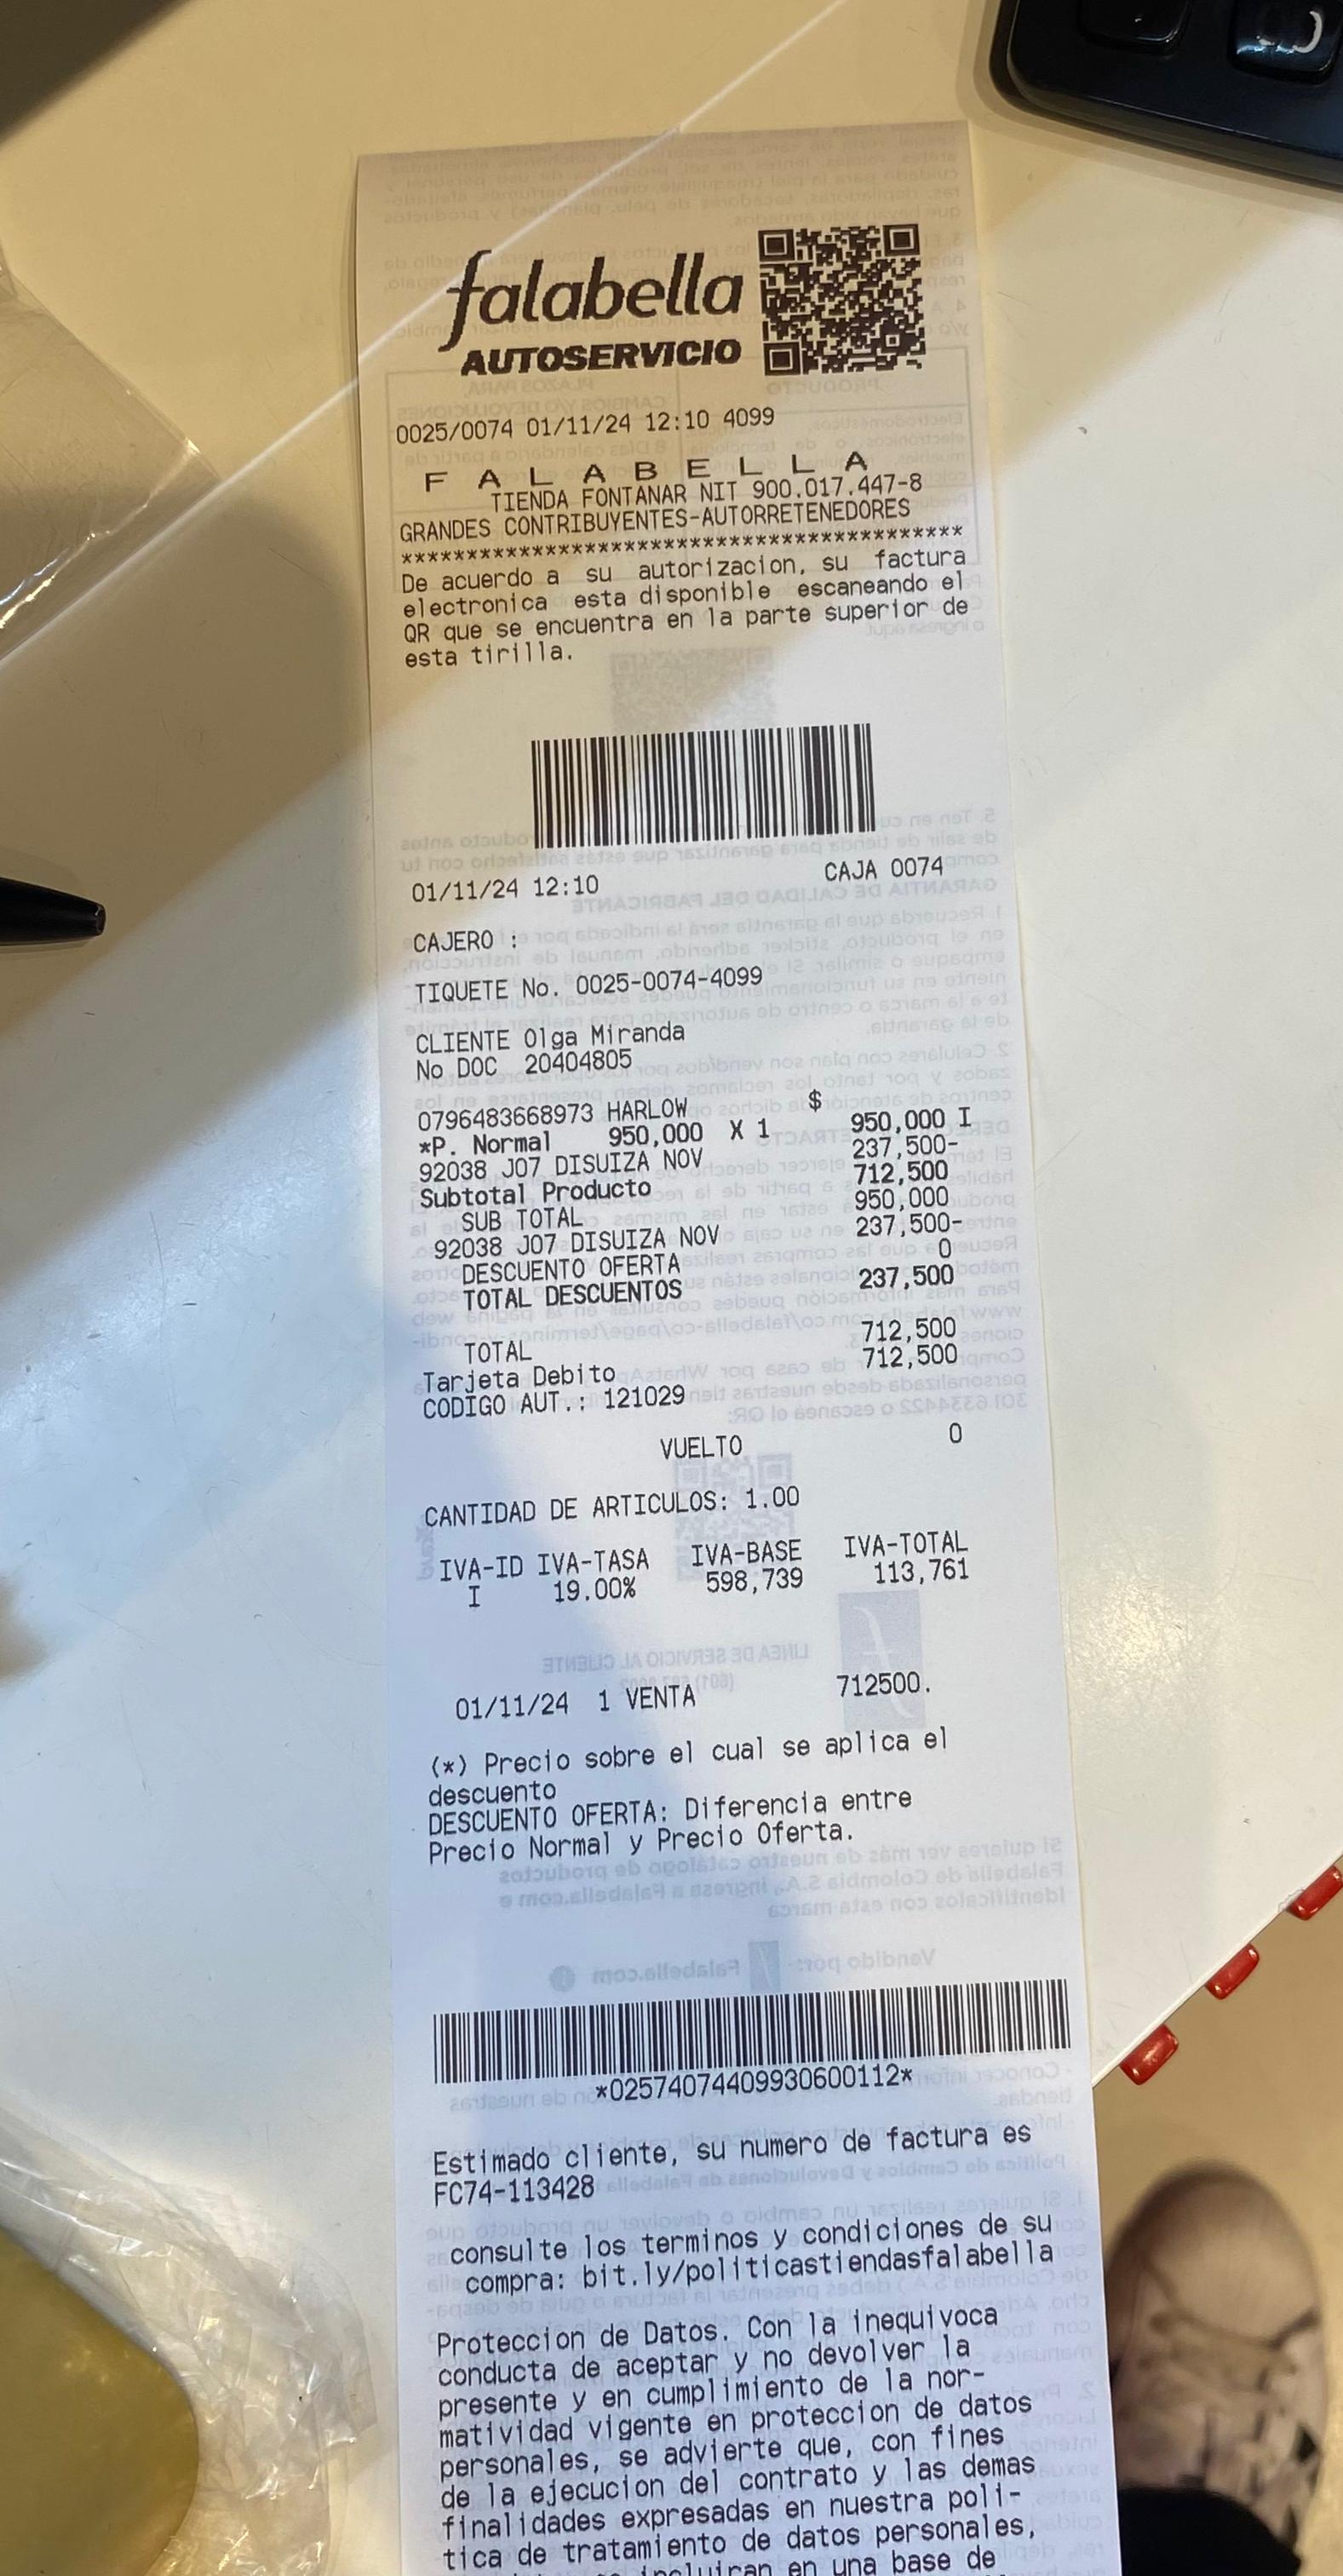 falabella
AUTOSERVICIO
0025/0074 01/11/24 12:10 4099
F A L A B E L L A
TIENDA FONTANAR NIT 900.017.447-8
GRANDES CONTRIBUYENTES-AUTORRETENEDORES
*******************************************
De acuerdo a su autorizacion, su factura
electronica esta disponible escaneando el
QR que se encuentra en la parte superior de
esta tirilla.
01/11/24 12:10 CAJA 0074
CAJERO :
TIQUETE No. 0025-0074-4099
CLIENTE Olga Miranda
No DOC 20404805
0796483668973 HARLOW $
*P. Normal 950,000 X 1 950,000 I
92038 J07 DISUIZA NOV 237,500-
Subtotal Producto 712,500
SUB TOTAL 950,000
92038 J07 DISUIZA NOV 237,500-
DESCUENTO OFERTA 0
TOTAL DESCUENTOS 237,500
TOTAL 712,500
Tarjeta Debito 712,500
CODIGO AUT.: 121029
VUELTO 0
CANTIDAD DE ARTICULOS: 1.00
IVA-ID IVA-TASA IVA-BASE IVA-TOTAL
I 19.00% 598,739 113,761
01/11/24 1 VENTA 712500.
(*) Precio sobre el cual se aplica el
descuento
DESCUENTO OFERTA: Diferencia entre
Precio Normal y Precio Oferta.
*02574074409930600112*
Estimado cliente, su numero de factura es
FC74-113428
consulte los terminos y condiciones de su
compra: bit.ly/politicastiendasfalabella
Proteccion de Datos. Con la inequivoca
conducta de aceptar y no devolver la
presente y en cumplimiento de la nor-
matividad vigente en proteccion de datos
personales, se advierte que, con fines
de la ejecucion del contrato y las demas
finalidades expresadas en nuestra poli-
tica de tratamiento de datos personales,
incluiran en una base de